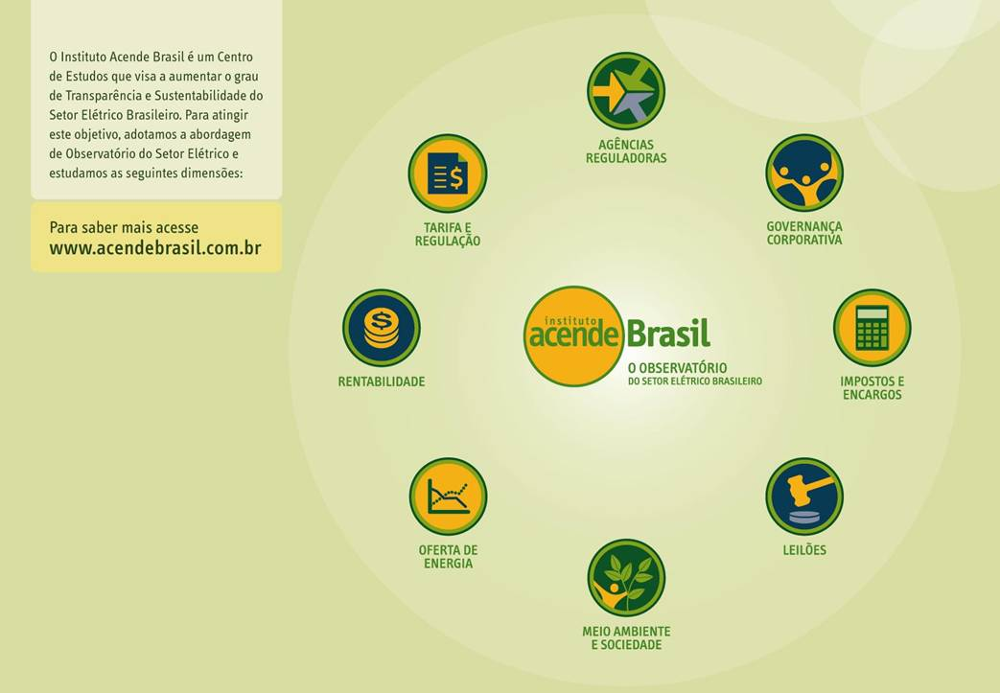 O Instituto Acende Brasil é um Centro
de Estudos que visa a aumentar o grau
de Transparência e Sustentabilidade do
Setor Elétrico Brasileiro. Para atingir
este objetivo, adotamos a abordagem
de Observatório do Setor Elétrico e
estudamos as seguintes dimensões:
Para saber mais acesse
www.acendebrasil.com.br
AGÊNCIAS
REGULADORAS
TARIFA E
REGULAÇÃO
GOVERNANÇA
CORPORATIVA
RENTABILIDADE
instituto
acendeBrasil
O OBSERVATÓRIO
DO SETOR ELÉTRICO BRASILEIRO
IMPOSTOS E
ENCARGOS
OFERTA DE
ENERGIA
LEILÕES
MEIO AMBIENTE
E SOCIEDADE